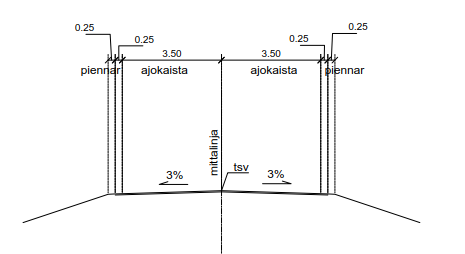 0.25 0.25
0.25 3.50 3.50 0.25
piennar ajokaista ajokaista piennar
mittalinja
tsv
3% 3%